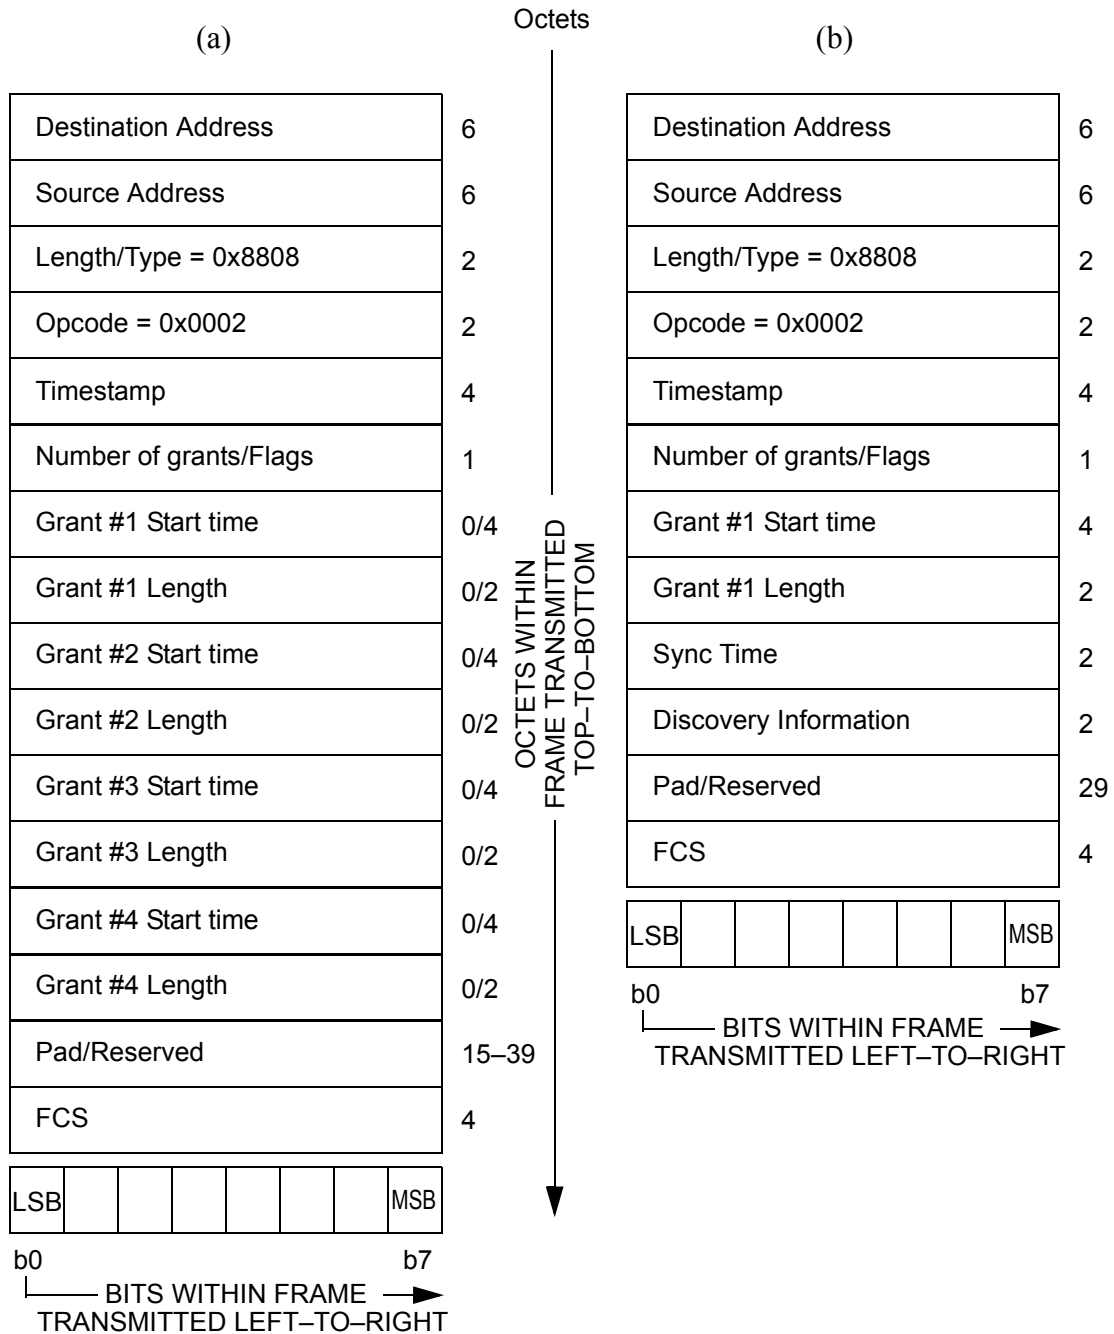 Octets
(a)
Destination Address 6
Source Address 6
Length/Type = 0x8808 2
Opcode = 0x0002 2
Timestamp 4
Number of grants/Flags 1
Grant #1 Start time 0/4
Grant #1 Length 0/2
Grant #2 Start time 0/4
Grant #2 Length 0/2
Grant #3 Start time 0/4
Grant #3 Length 0/2
Grant #4 Start time 0/4
Grant #4 Length 0/2
Pad/Reserved 15–39
FCS 4
LSB MSB
b0 b7
BITS WITHIN FRAME
TRANSMITTED LEFT–TO–RIGHT
OCTETS WITHIN
FRAME TRANSMITTED
TOP–TO–BOTTOM
(b)
Destination Address 6
Source Address 6
Length/Type = 0x8808 2
Opcode = 0x0002 2
Timestamp 4
Number of grants/Flags 1
Grant #1 Start time 4
Grant #1 Length 2
Sync Time 2
Discovery Information 2
Pad/Reserved 29
FCS 4
LSB MSB
b0 b7
BITS WITHIN FRAME
TRANSMITTED LEFT–TO–RIGHT